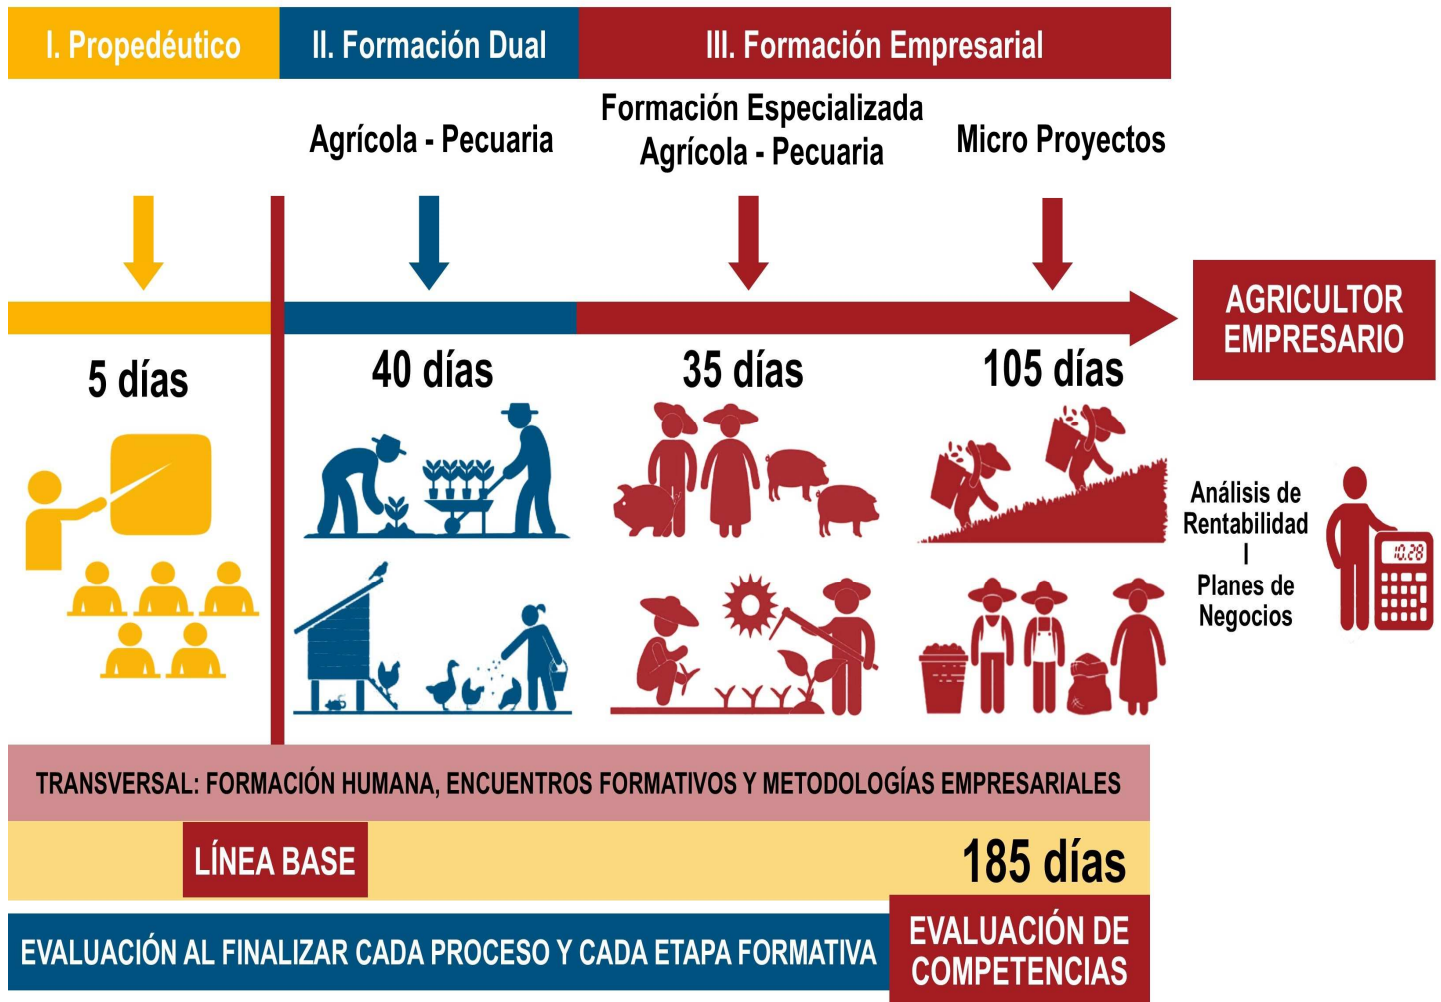 I. Propedéutico
II. Formación Dual
III. Formación Empresarial
Agrícola - Pecuaria
Formación Especializada
Agrícola - Pecuaria
Micro Proyectos
AGRICULTOR
EMPRESARIO
5 días
40 días
35 días
105 días
Análisis de
Rentabilidad
I
Planes de
Negocios
10.28
TRANSVERSAL: FORMACIÓN HUMANA, ENCUENTROS FORMATIVOS Y METODOLOGÍAS EMPRESARIALES
LÍNEA BASE
185 días
EVALUACIÓN AL FINALIZAR CADA PROCESO Y CADA ETAPA FORMATIVA
EVALUACIÓN DE
COMPETENCIAS